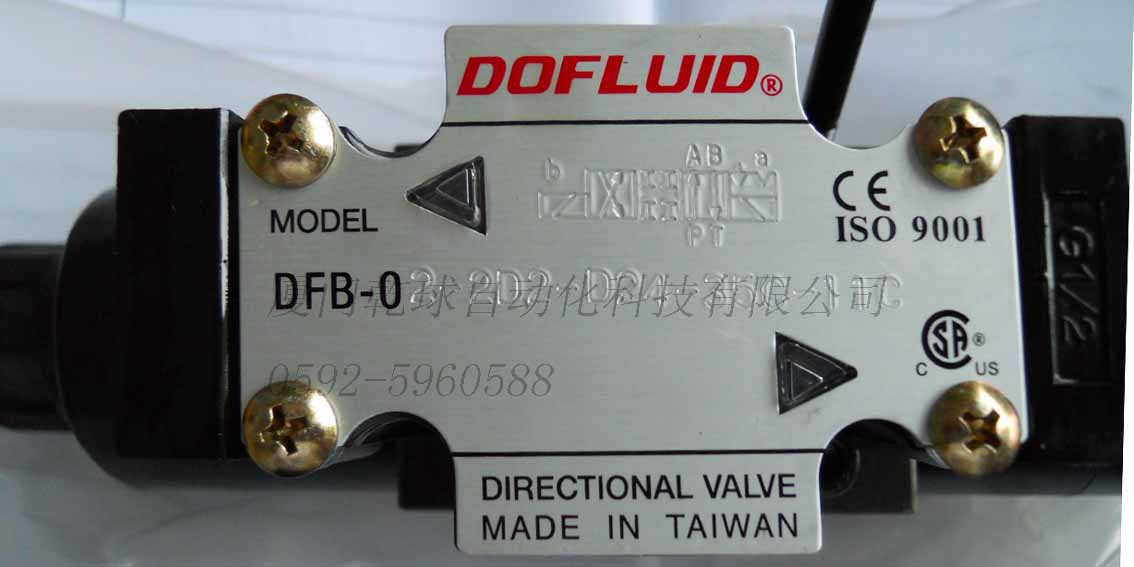 DOFLUID®
b AB a
PT
MODEL
CE
ISO 9001
DFB-0
厦门乾球自动化科技有限公司
0592-5960588
SA ®
C US
G1/2
DIRECTIONAL VALVE
MADE IN TAIWAN